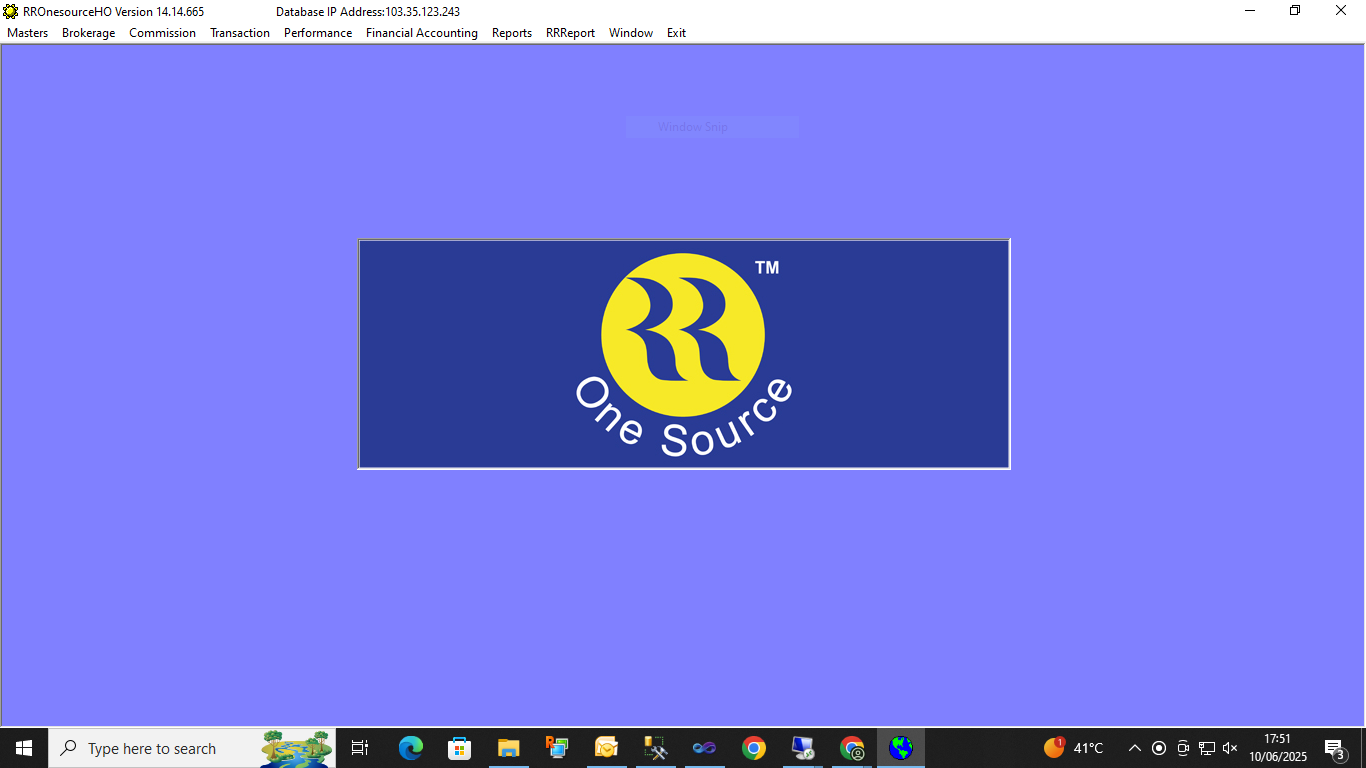 RROnesourceHO Version 14.14.665 Database IP Address:103.35.123.243
Masters Brokerage Commission Transaction Performance Financial Accounting Reports RRReport Window Exit
Window Snip
RR TM
One Source
Type here to search
1
41°C
17:51
10/06/2025
3